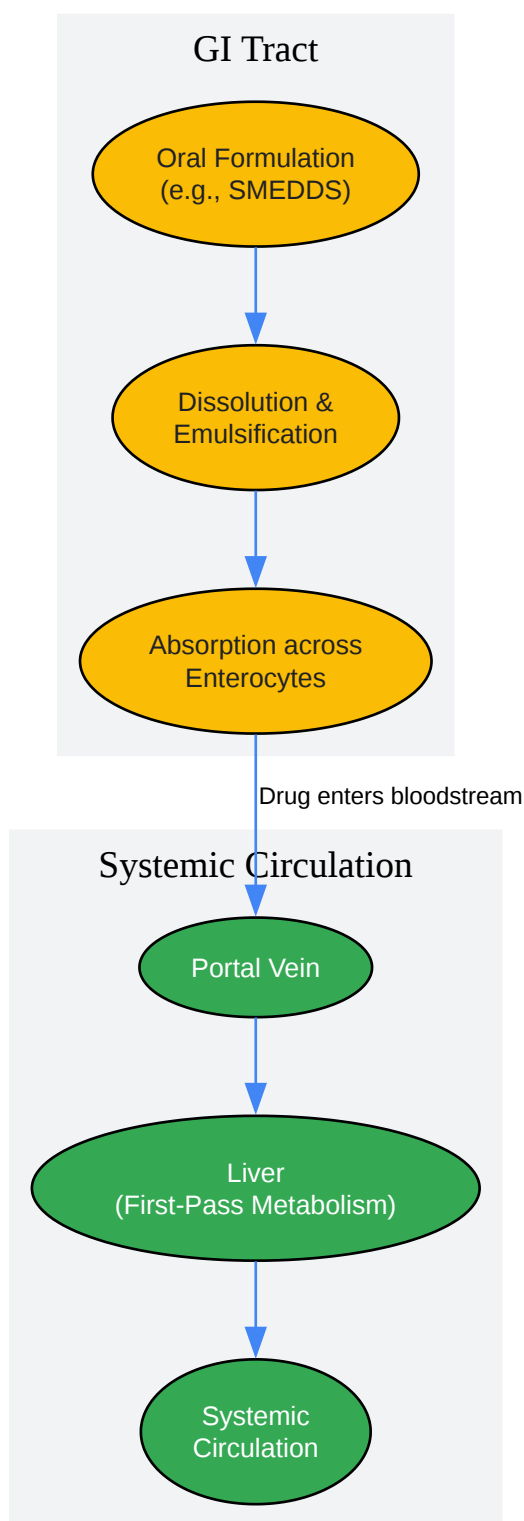 GI Tract
Oral Formulation
(e.g., SMEDDS)
Dissolution &
Emulsification
Absorption across
Enterocytes
Drug enters bloodstream
Systemic Circulation
Portal Vein
Liver
(First-Pass Metabolism)
Systemic
Circulation